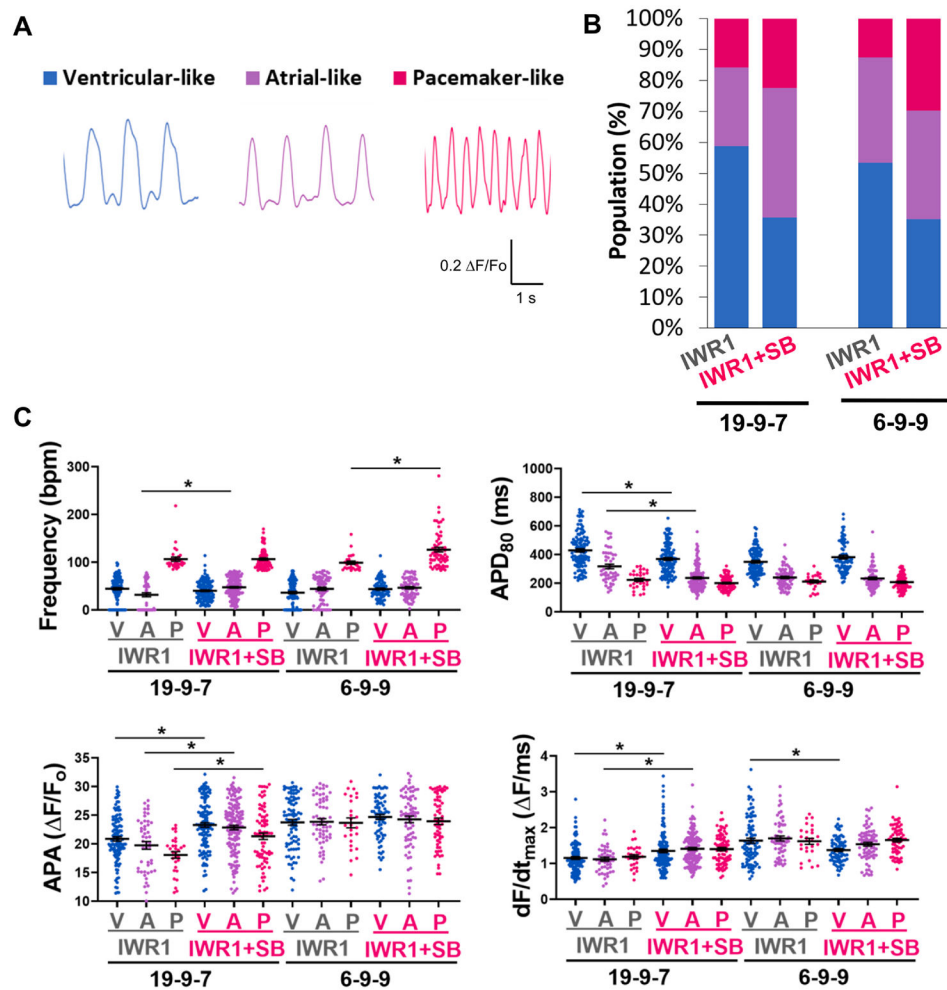 A
Ventricular-like Atrial-like Pacemaker-like
0.2 ΔF/Fo
1 s
B
Population (%)
100%
90%
80%
70%
60%
50%
40%
30%
20%
10%
0%
IWR1
IWR1+SB
IWR1
IWR1+SB
19-9-7 6-9-9
C
Frequency (bpm)
300
200
100
0
*
*
V A P V A P V A P V A P
IWR1 IWR1+SB IWR1 IWR1+SB
19-9-7 6-9-9
APD80 (ms)
1000
800
600
400
200
0
*
*
V A P V A P V A P V A P
IWR1 IWR1+SB IWR1 IWR1+SB
19-9-7 6-9-9
APA (ΔF/Fo)
35
30
25
20
15
10
*
*
*
V A P V A P V A P V A P
IWR1 IWR1+SB IWR1 IWR1+SB
19-9-7 6-9-9
dF/dtmax (ΔF/ms)
4
3
2
1
0
*
*
*
V A P V A P V A P V A P
IWR1 IWR1+SB IWR1 IWR1+SB
19-9-7 6-9-9